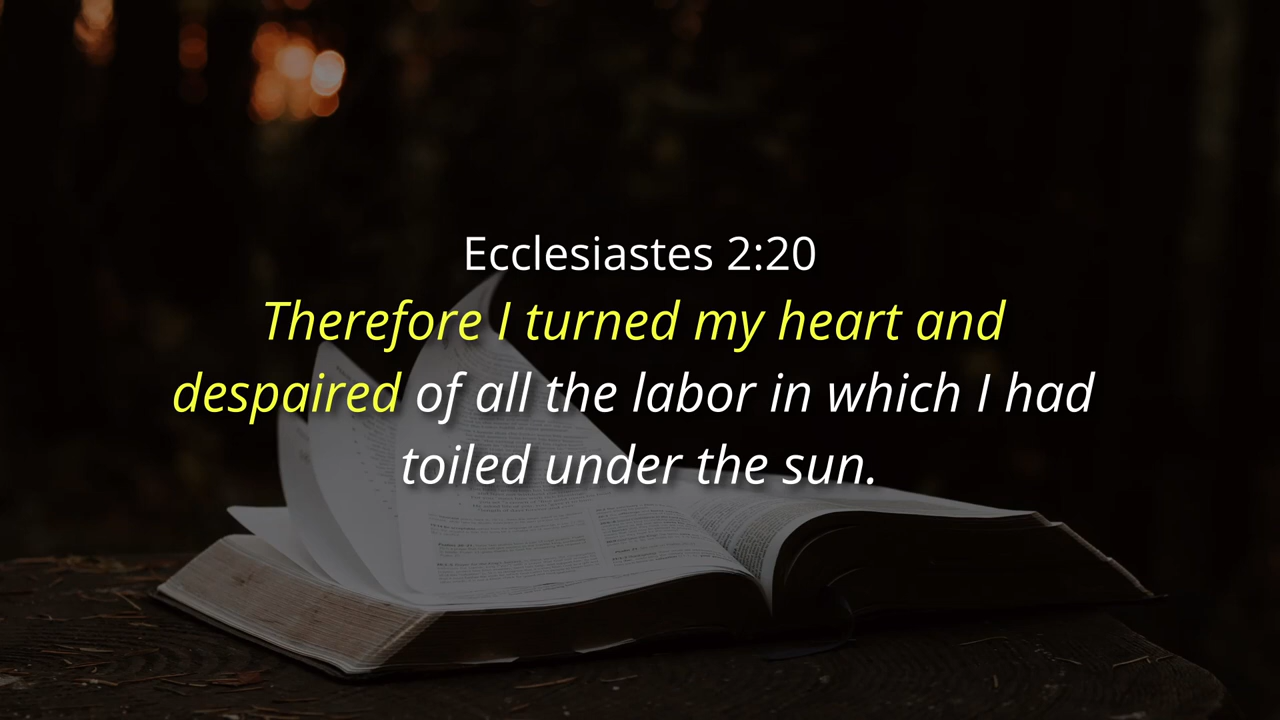 Ecclesiastes 2:20
Therefore I turned my heart and
despaired of all the labor in which I had
toiled under the sun.